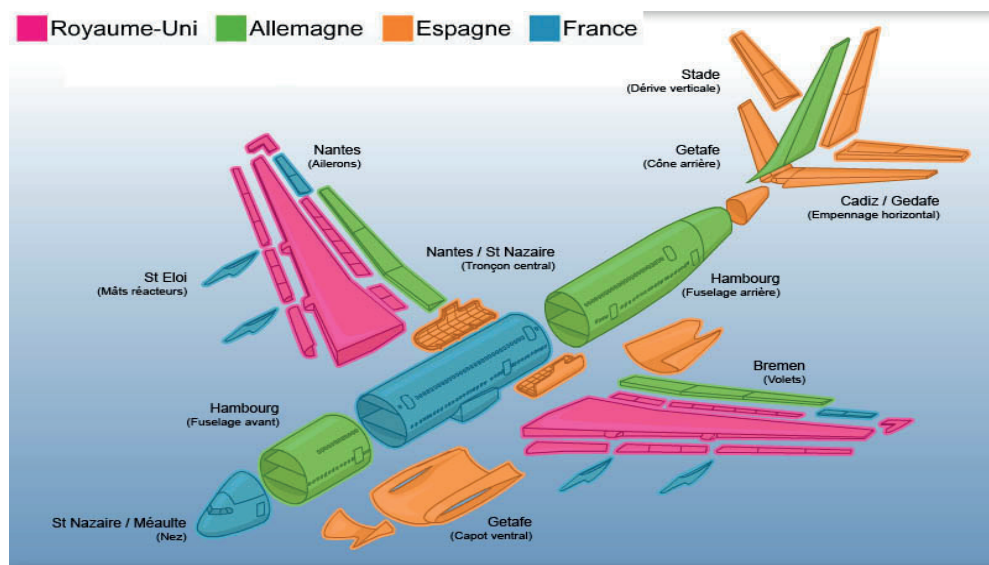 Royaume-Uni Allemagne Espagne France
Stade
(Dérive verticale)
Nantes
(Ailerons)
Getafe
(Cône arrière)
Cadiz / Gedafe
(Empennage horizontal)
Nantes / St Nazaire
(Tronçon central)
St Eloi
(Mâts réacteurs)
Hambourg
(Fuselage arrière)
Bremen
(Volets)
Hambourg
(Fuselage avant)
St Nazaire / Méaulte
(Nez)
Getafe
(Capot ventral)